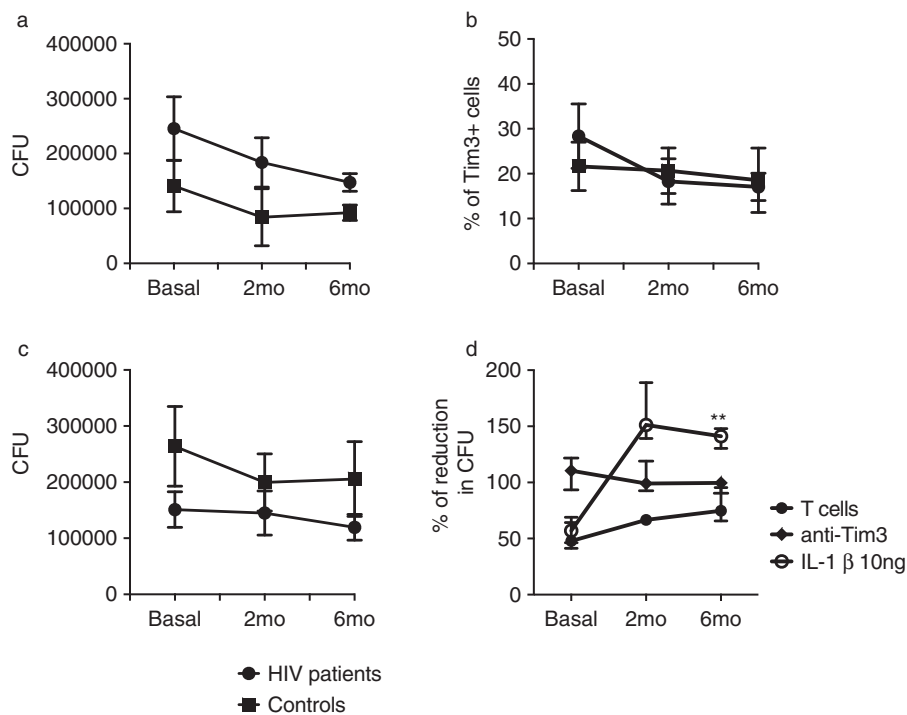 a
400000
300000
200000
100000
0
CFU
Basal 2mo 6mo
b
50
40
30
20
10
0
% of Tim3+ cells
Basal 2mo 6mo
c
400000
300000
200000
100000
0
CFU
Basal 2mo 6mo
d
200
150
100
50
0
% of reduction
in CFU
**
Basal 2mo 6mo
T cells
anti-Tim3
IL-1 β 10ng
HIV patients
Controls